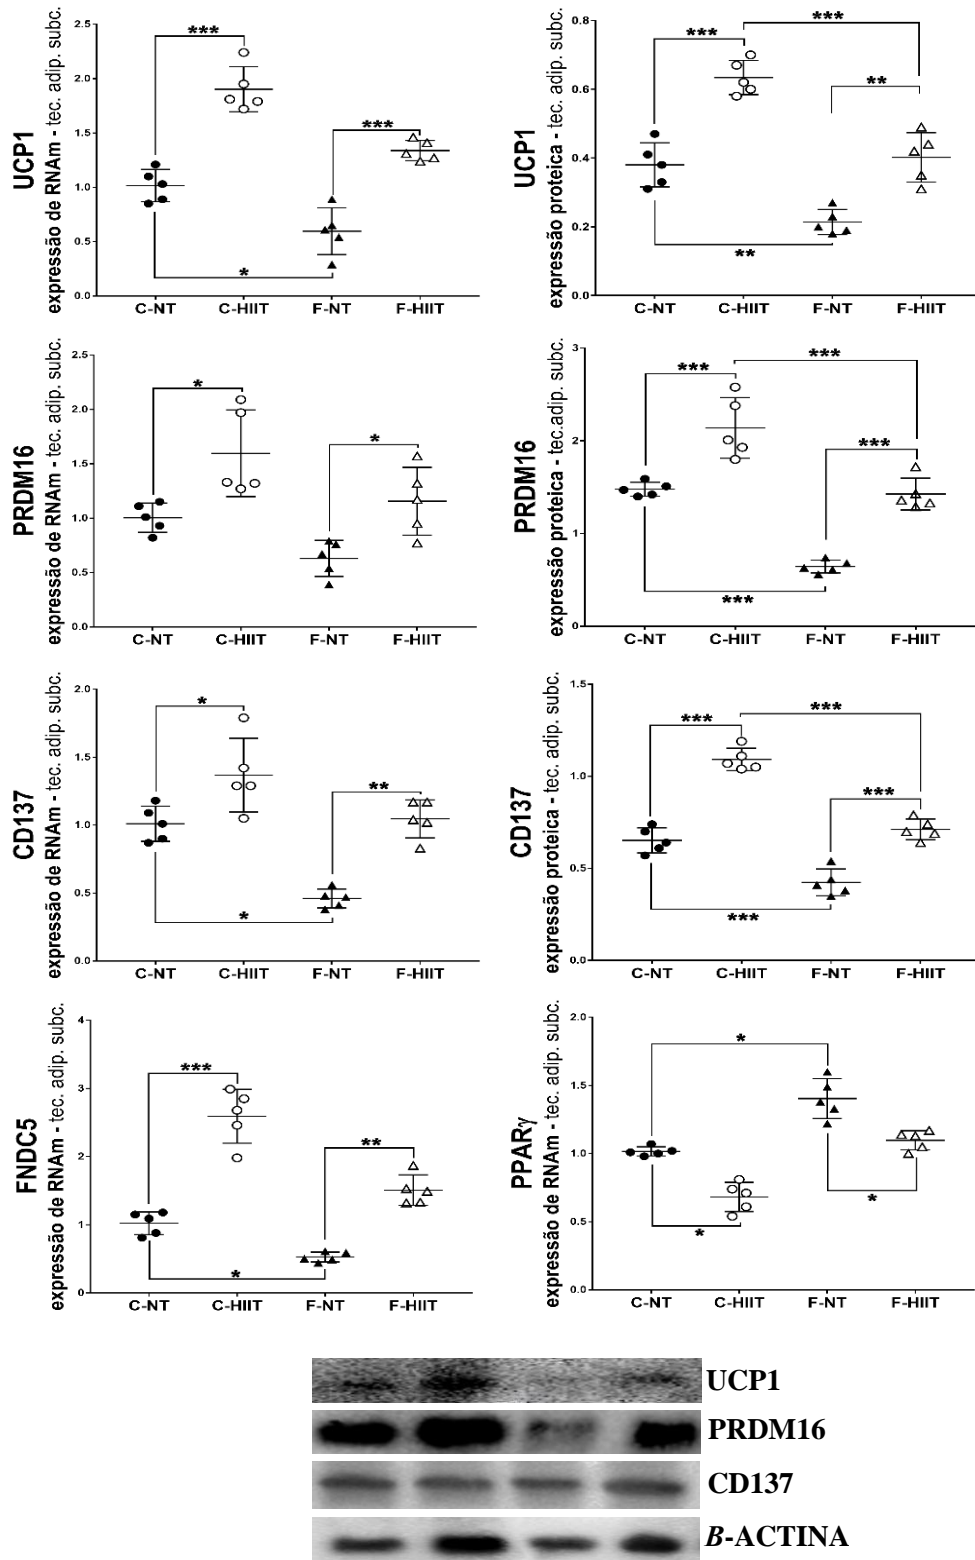 UCP1
expressão de RNAm - tec. adip. subc.
2.5
2.0
1.5
1.0
0.5
0.0
***
***
*
C-NT C-HIIT F-NT F-HIIT
UCP1
expressão proteica - tec. adip. subc.
0.8
0.6
0.4
0.2
0.0
***
***
**
**
C-NT C-HIIT F-NT F-HIIT
PRDM16
expressão de RNAm - tec. adip. subc.
2.5
2.0
1.5
1.0
0.5
0.0
*
*
C-NT C-HIIT F-NT F-HIIT
PRDM16
expressão proteica - tec.adip. subc.
3
2
1
0
***
***
***
***
C-NT C-HIIT F-NT F-HIIT
CD137
expressão de RNAm - tec. adip. subc.
2.0
1.5
1.0
0.5
0.0
*
**
*
C-NT C-HIIT F-NT F-HIIT
CD137
expressão proteica - tec. adip. subc.
1.5
1.0
0.5
0.0
***
***
***
***
C-NT C-HIIT F-NT F-HIIT
FNDC5
expressão de RNAm - tec. adip. subc.
4
3
2
1
0
***
**
*
C-NT C-HIIT F-NT F-HIIT
PPARγ
expressão de RNAm - tec. adip. subc.
2.0
1.5
1.0
0.5
0.0
*
*
*
C-NT C-HIIT F-NT F-HIIT
UCP1
PRDM16
CD137
B-ACTINA